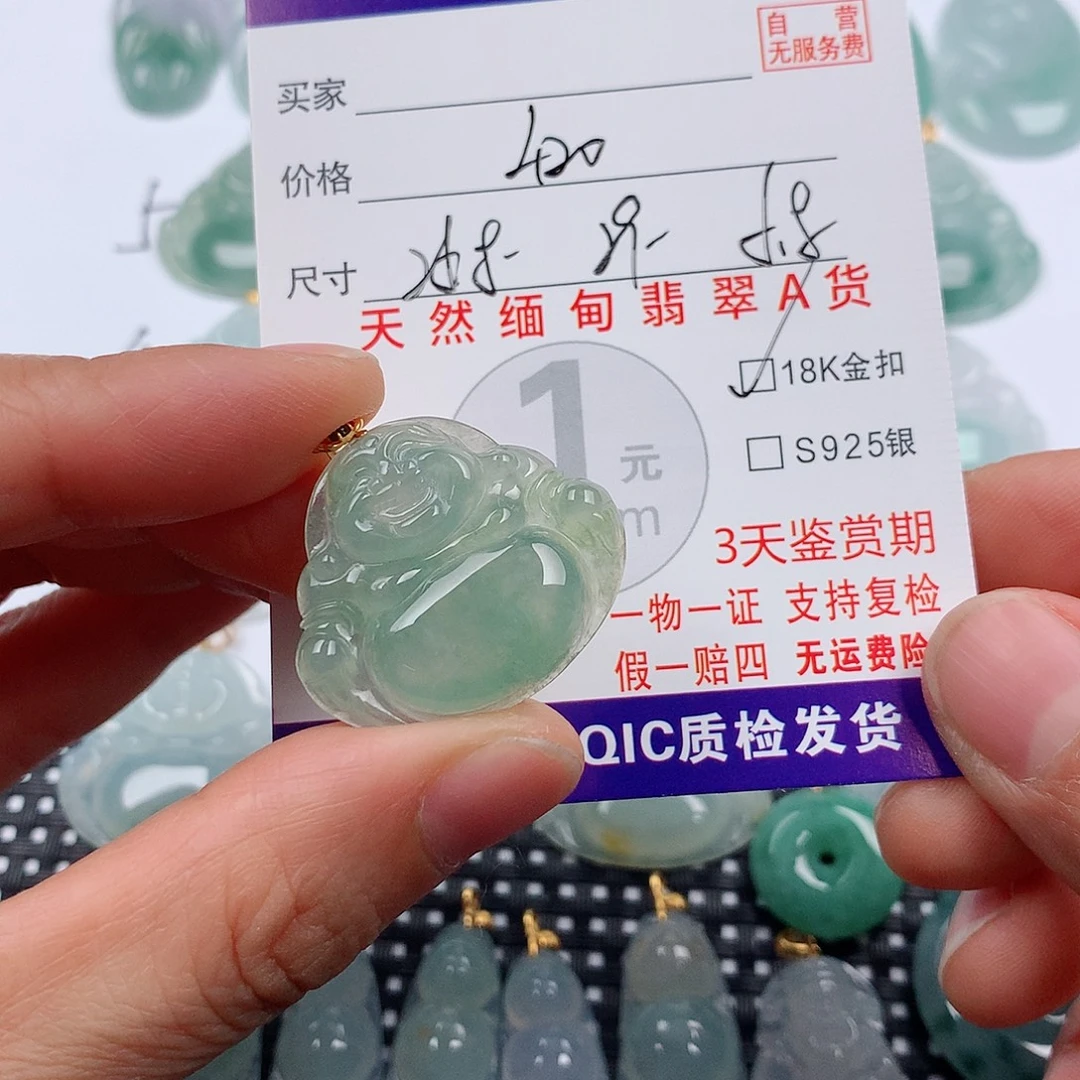 自 营
无服务费
买家
价格 420
尺寸
天然缅甸翡翠A货
1元
m
18K金扣
S925银
3天鉴赏期
一物一证 支持复检
假一赔四 无运费险
QIC质检发货